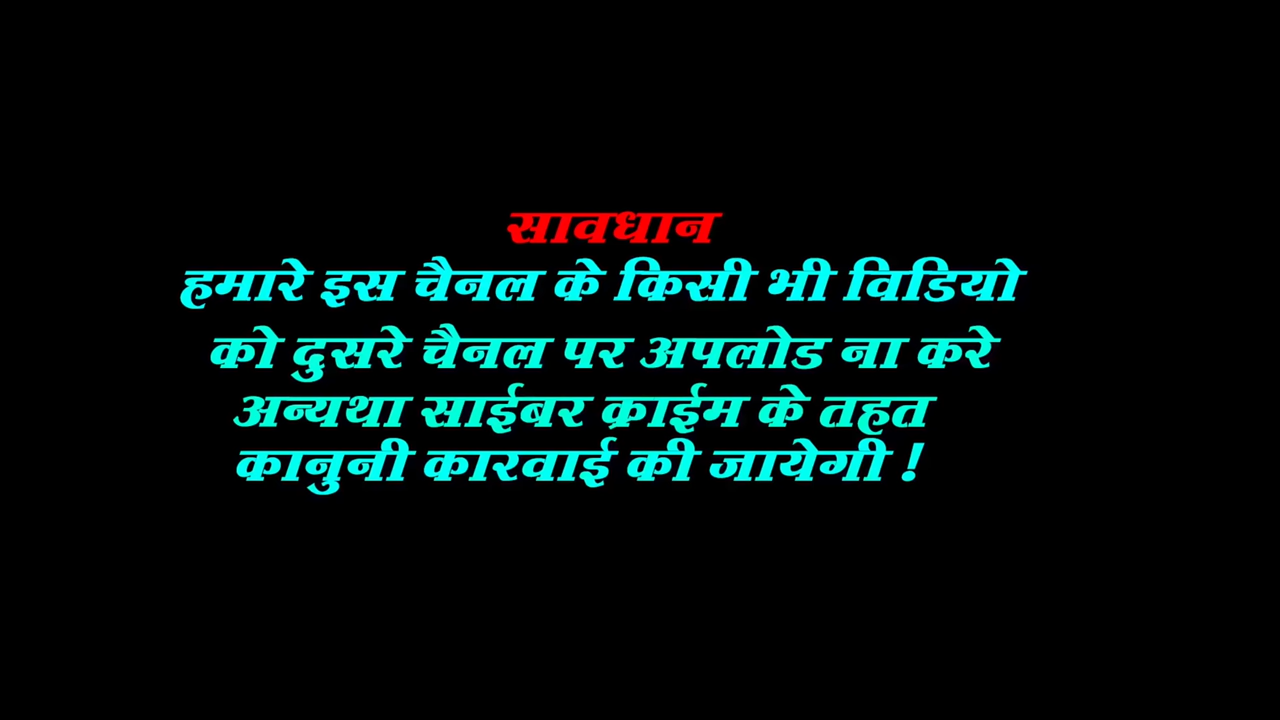 सावधान
हमारे इस चैनल के किसी भी विडियो
को दुसरे चैनल पर अपलोड ना करे
अन्यथा साईबर क्राईम के तहत
कानुनी कारवाई की जायेगी !